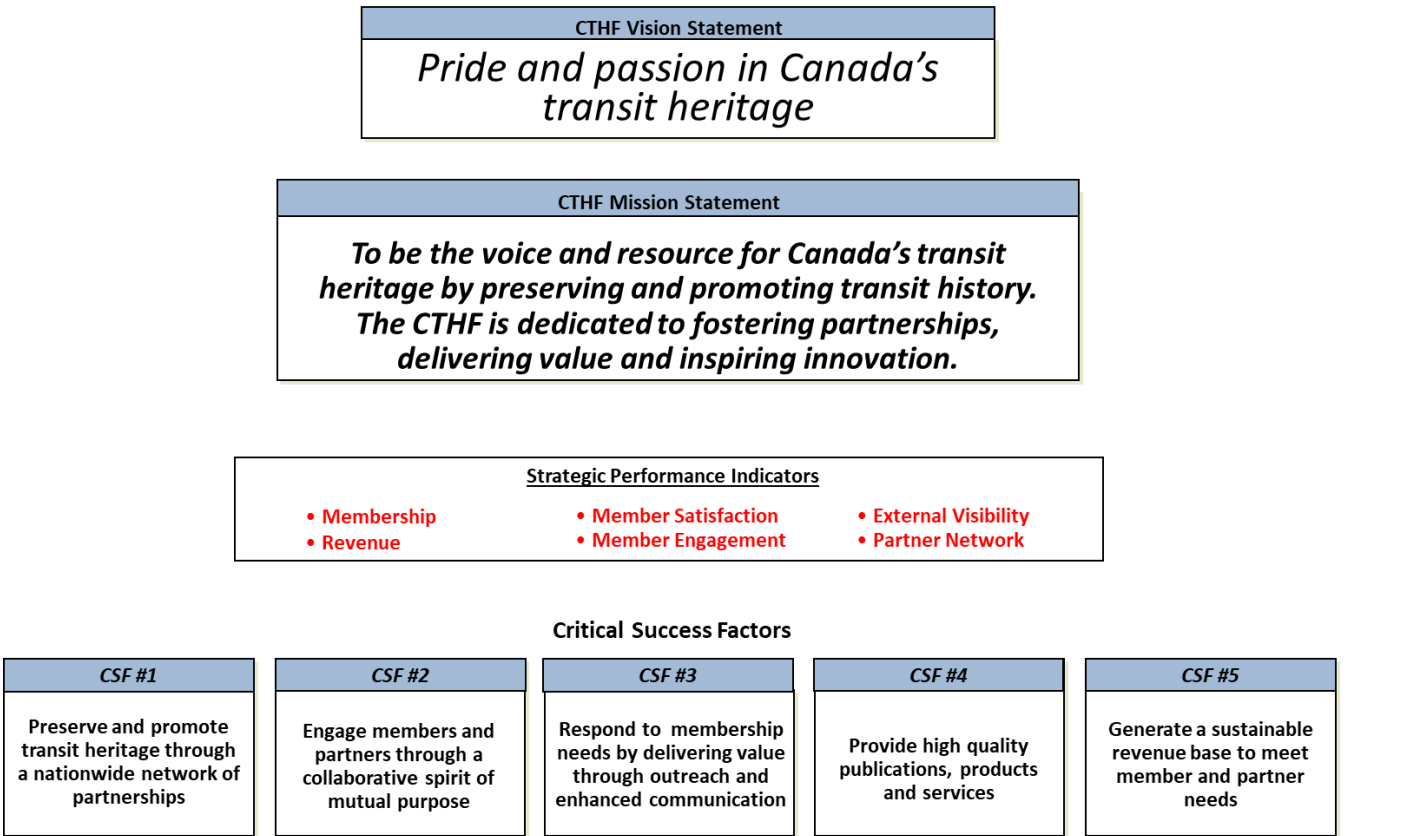 CTHF Vision Statement
Pride and passion in Canada’s
transit heritage
CTHF Mission Statement
To be the voice and resource for Canada’s transit
heritage by preserving and promoting transit history.
The CTHF is dedicated to fostering partnerships,
delivering value and inspiring innovation.
Strategic Performance Indicators
• Membership
• Revenue
• Member Satisfaction
• Member Engagement
• External Visibility
• Partner Network
Critical Success Factors
CSF #1
Preserve and promote
transit heritage through
a nationwide network of
partnerships
CSF #2
Engage members and
partners through a
collaborative spirit of
mutual purpose
CSF #3
Respond to membership
needs by delivering value
through outreach and
enhanced communication
CSF #4
Provide high quality
publications, products
and services
CSF #5
Generate a sustainable
revenue base to meet
member and partner
needs